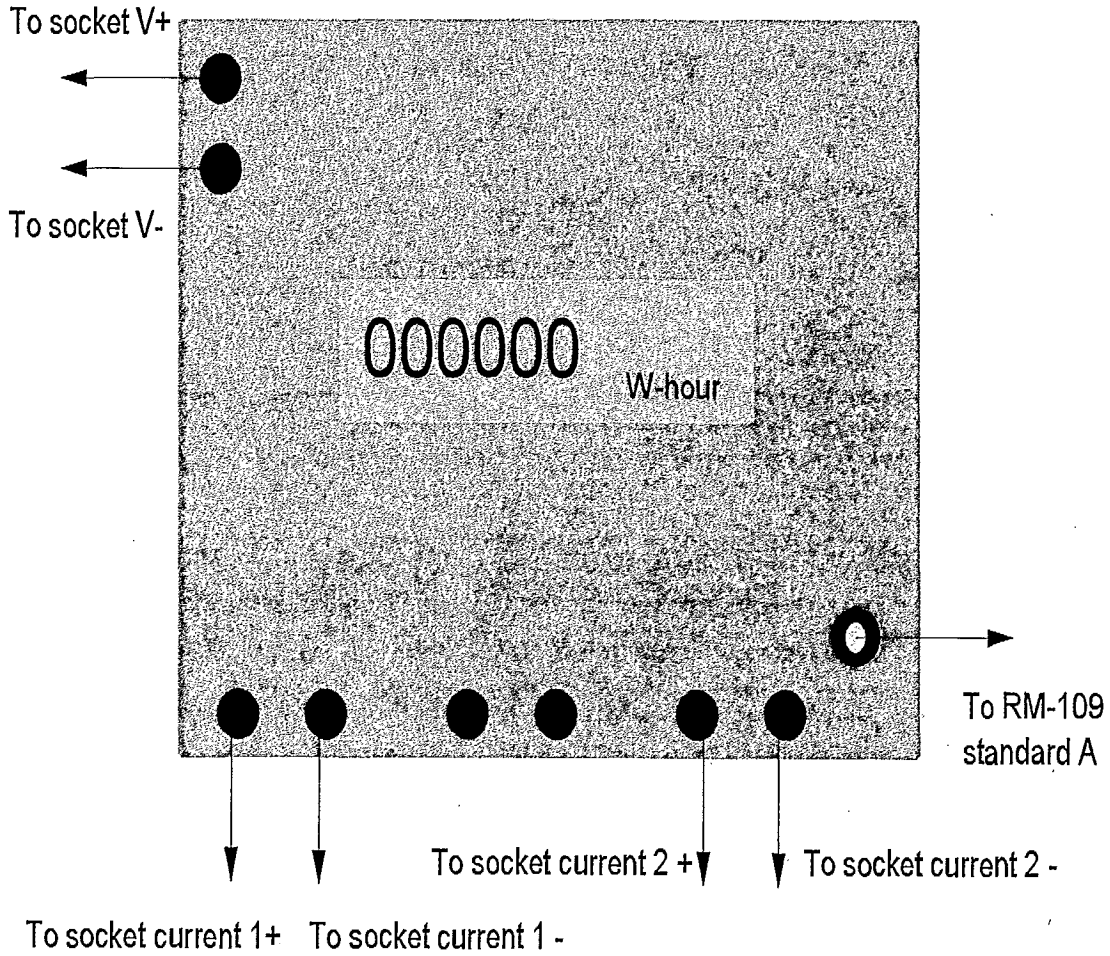 To socket V+
To socket V-
000000
W-hour
To RM-109
standard A
To socket current 2 +
To socket current 2 -
To socket current 1+
To socket current 1 -